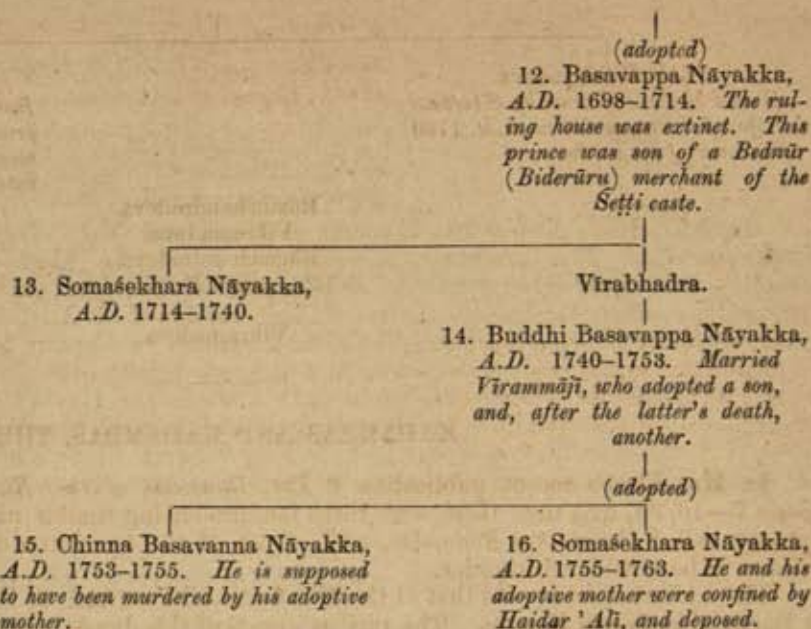 (adopted)
12. Basavappa Nāyakka,
A.D. 1698–1714. The rul-
ing house was extinct. This
prince was son of a Bednūr
(Biderūru) merchant of the
Seṭṭi caste.
13. Somaśekhara Nāyakka,
A.D. 1714–1740.
Vīrabhadra.
14. Buddhi Basavappa Nāyakka,
A.D. 1740–1753. Married
Vīrammājī, who adopted a son,
and, after the latter's death,
another.
(adopted)
15. Chinna Basavanna Nāyakka,
A.D. 1753–1755. He is supposed
to have been murdered by his adoptive
mother.
16. Somaśekhara Nāyakka,
A.D. 1755–1763. He and his
adoptive mother were confined by
Haidar 'Alī, and deposed.